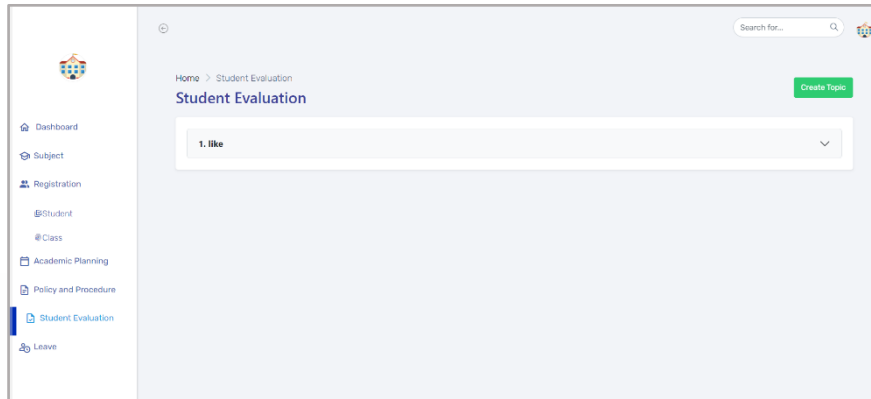 Search for...
Home > Student Evaluation
Student Evaluation
Create Topic
1. like
Dashboard
Subject
Registration
Student
Class
Academic Planning
Policy and Procedure
Student Evaluation
Leave